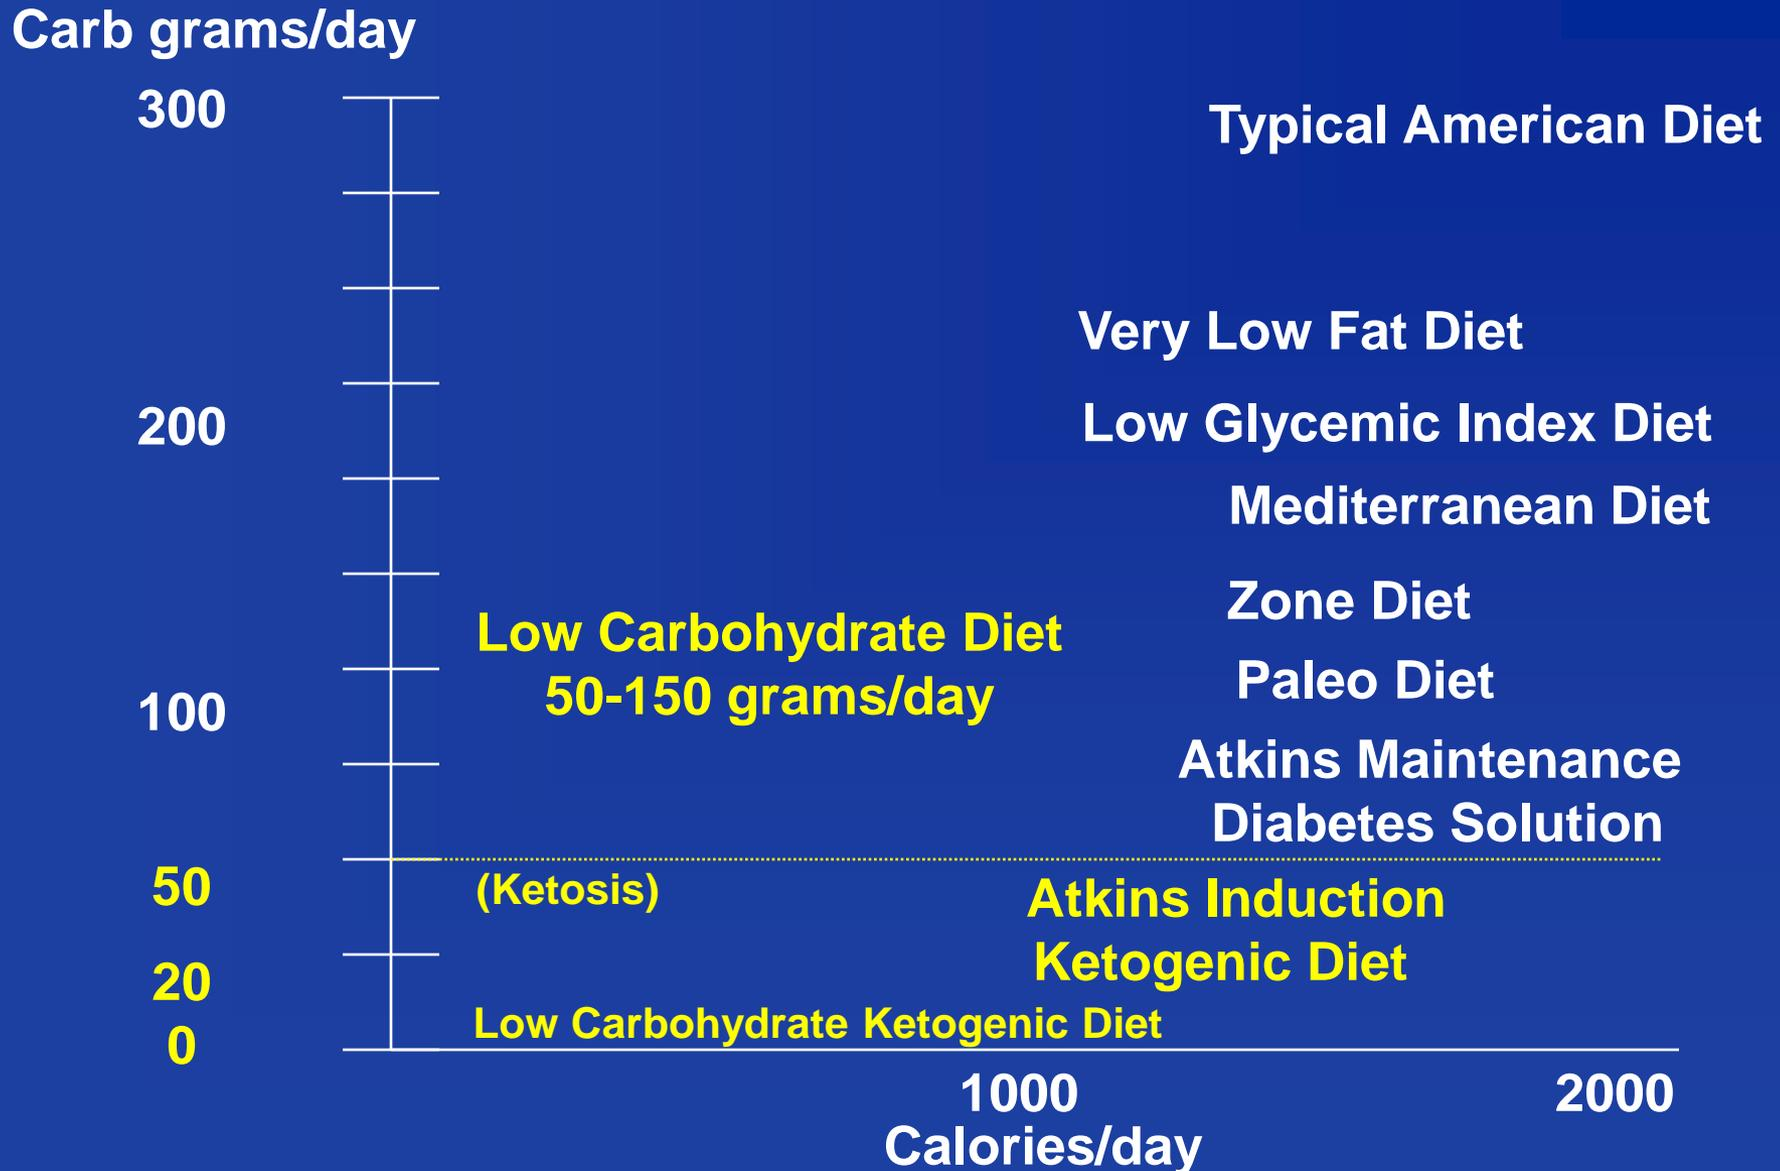 Carb grams/day
300
Typical American Diet
Very Low Fat Diet
200
Low Glycemic Index Diet
Mediterranean Diet
Zone Diet
Low Carbohydrate Diet
50-150 grams/day
Paleo Diet
100
Atkins Maintenance
Diabetes Solution
50
(Ketosis)
Atkins Induction
Ketogenic Diet
20
Low Carbohydrate Ketogenic Diet
0
1000
2000
Calories/day